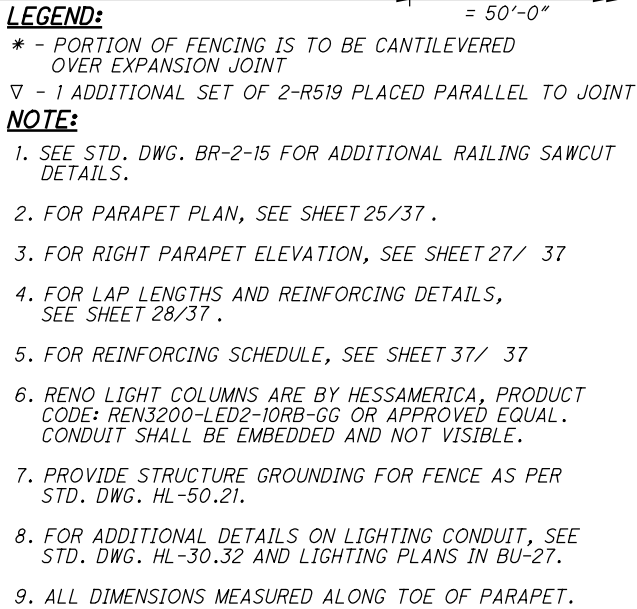 = 50'-0"
LEGEND:
* - PORTION OF FENCING IS TO BE CANTILEVERED
OVER EXPANSION JOINT
∇ - 1 ADDITIONAL SET OF 2-R519 PLACED PARALLEL TO JOINT
NOTE:
1. SEE STD. DWG. BR-2-15 FOR ADDITIONAL RAILING SAWCUT
DETAILS.
2. FOR PARAPET PLAN, SEE SHEET 25/37 .
3. FOR RIGHT PARAPET ELEVATION, SEE SHEET 27/ 37
4. FOR LAP LENGTHS AND REINFORCING DETAILS,
SEE SHEET 28/37 .
5. FOR REINFORCING SCHEDULE, SEE SHEET 37/ 37
6. RENO LIGHT COLUMNS ARE BY HESSAMERICA, PRODUCT
CODE: REN3200-LED2-10RB-GG OR APPROVED EQUAL.
CONDUIT SHALL BE EMBEDDED AND NOT VISIBLE.
7. PROVIDE STRUCTURE GROUNDING FOR FENCE AS PER
STD. DWG. HL-50.21.
8. FOR ADDITIONAL DETAILS ON LIGHTING CONDUIT, SEE
STD. DWG. HL-30.32 AND LIGHTING PLANS IN BU-27.
9. ALL DIMENSIONS MEASURED ALONG TOE OF PARAPET.